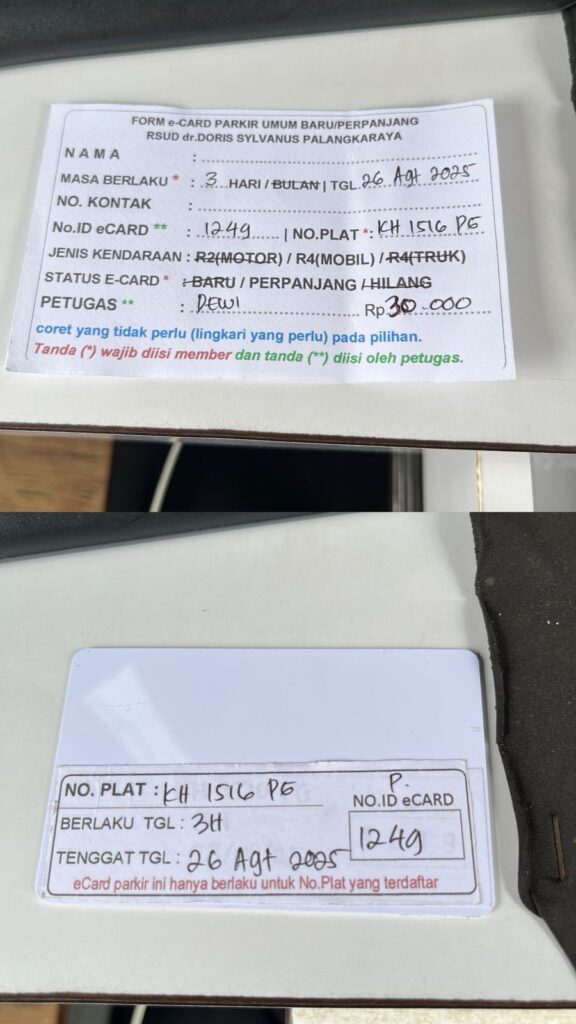 FORM e-CARD PARKIR UMUM BARU/PERPANJANG
RSUD dr.DORIS SYLVANUS PALANGKARAYA
NAMA :
MASA BERLAKU * : 3 HARI / BULAN | TGL. 26 Agt 2025
NO. KONTAK :
No.ID eCARD ** : 1249 | NO.PLAT *: KH 1516 PE
JENIS KENDARAAN : R2(MOTOR) / R4(MOBIL) / R4(TRUK)
STATUS E-CARD * : BARU / PERPANJANG / HILANG
PETUGAS ** : DEWI Rp 30.000
coret yang tidak perlu (lingkari yang perlu) pada pilihan.
Tanda (*) wajib diisi member dan tanda (**) diisi oleh petugas.
NO. PLAT : KH 1516 PE
P.
NO.ID eCARD
BERLAKU TGL : 3H
1249
TENGGAT TGL : 26 Agt 2025
eCard parkir ini hanya berlaku untuk No.Plat yang terdaftar